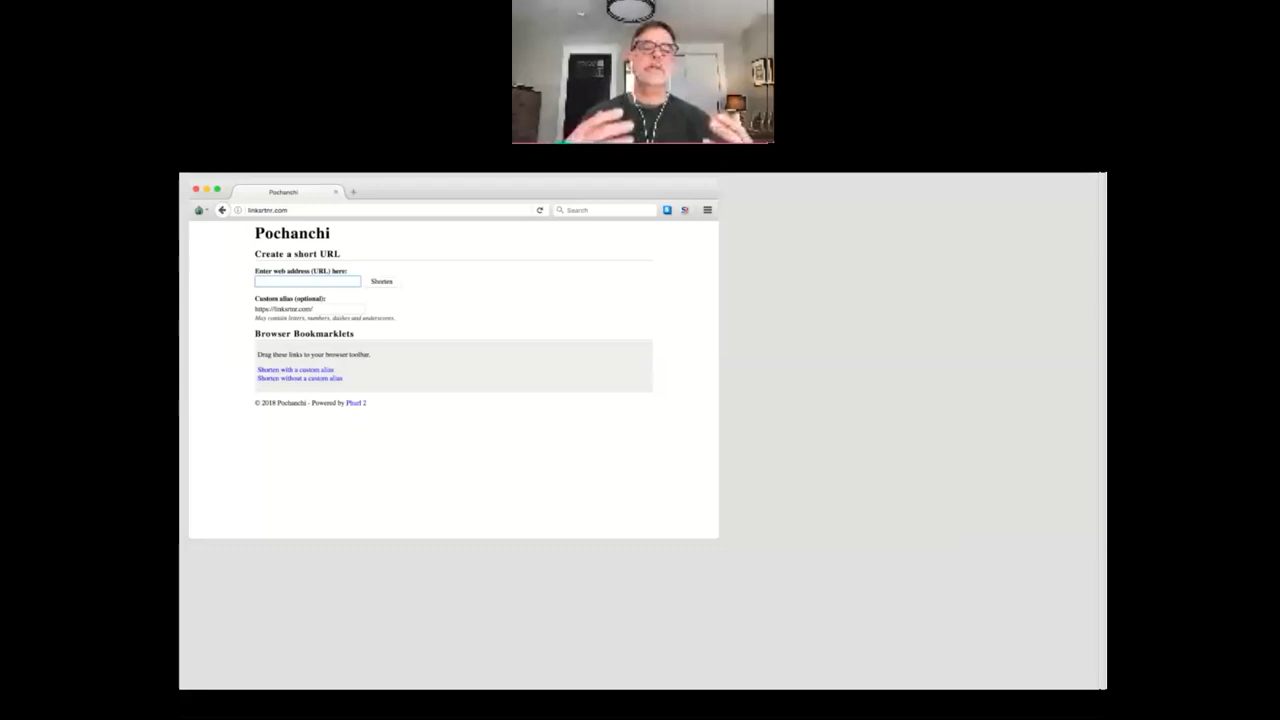 Pochanchi
linksrtnr.com
Search
Pochanchi
Create a short URL
Enter web address (URL) here:
Shorten
Custom alias (optional):
https://linksrtnr.com/
May contain letters, numbers, dashes and underscores.
Browser Bookmarklets
Drag these links to your browser toolbar.
Shorten with a custom alias
Shorten without a custom alias
© 2018 Pochanchi - Powered by Phurl 2